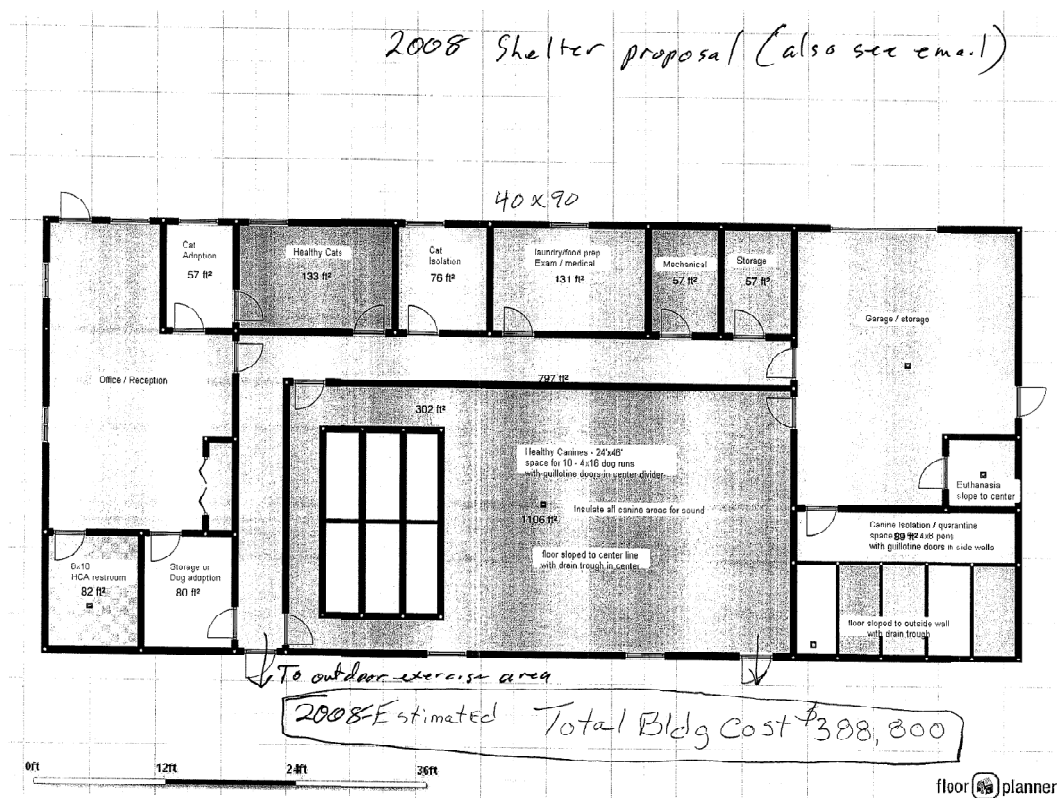 2008 Shelter proposal (also see email)
40x90
Cat
Adoption
57 ft²
Healthy Cats
133 ft²
Cat
Isolation
76 ft²
laundry/food prep
Exam / medical
131 ft²
Mechanical
57 ft²
Storage
57 ft²
Garage / storage
Office / Reception
797 ft²
302 ft²
Healthy Canines - 24'x46'
space for 10 - 4x16 dog runs
with guillotine doors in center divider
1106 ft²
Insulate all canine areas for sound
floor sloped to center line
with drain trough in center
Euthanasia
slope to center
Canine Isolation / quarantine
space 89 ft² 4x8 pens
with guillotine doors in side walls
floor sloped to outside wall
with drain trough
HCA restroom
82 ft²
Storage or
Dog adoption
80 ft²
To outdoor exercise area
2008-Estimated Total Bldg Cost $388,800
0ft 12ft 24ft 36ft
floor planner